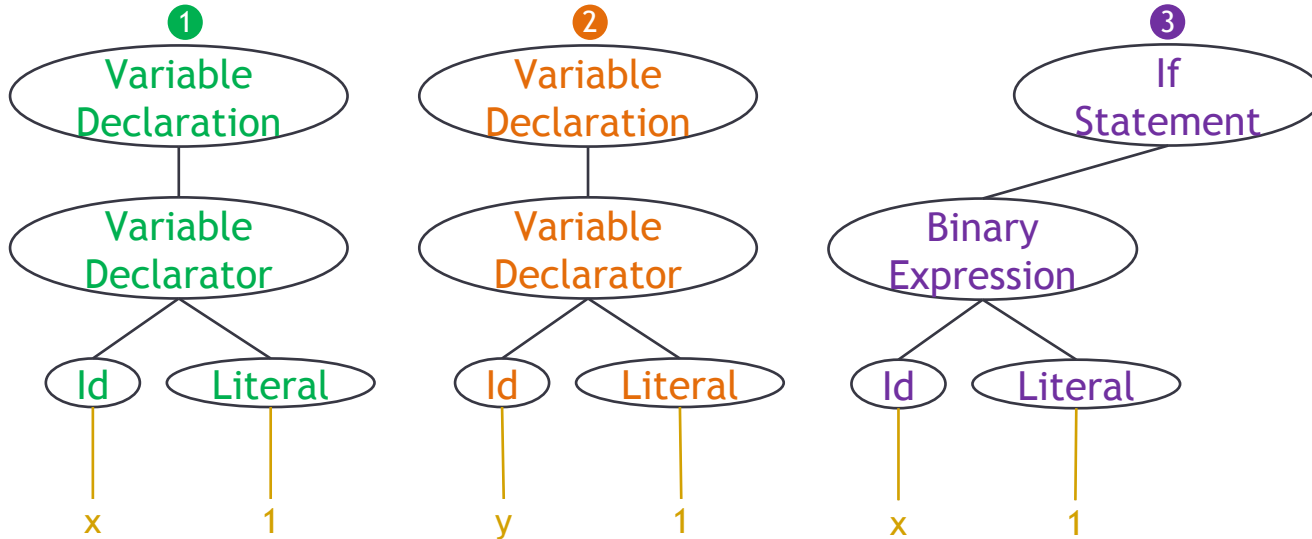 1
2
3
Variable
Declaration
Variable
Declaration
If
Statement
Variable
Declarator
Variable
Declarator
Binary
Expression
Id
Literal
Id
Literal
Id
Literal
x
1
y
1
x
1